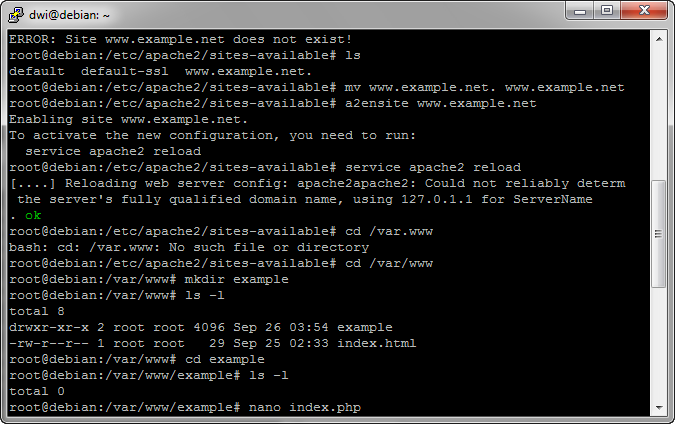 dwi@debian: ~
ERROR: Site www.example.net does not exist!
root@debian:/etc/apache2/sites-available# ls
default  default-ssl  www.example.net.
root@debian:/etc/apache2/sites-available# mv www.example.net. www.example.net
root@debian:/etc/apache2/sites-available# a2ensite www.example.net
Enabling site www.example.net.
To activate the new configuration, you need to run:
  service apache2 reload
root@debian:/etc/apache2/sites-available# service apache2 reload
[....] Reloading web server config: apache2apache2: Could not reliably determ
 the server's fully qualified domain name, using 127.0.1.1 for ServerName
. ok
root@debian:/etc/apache2/sites-available# cd /var.www
bash: cd: /var.www: No such file or directory
root@debian:/etc/apache2/sites-available# cd /var/www
root@debian:/var/www# mkdir example
root@debian:/var/www# ls -l
total 8
drwxr-xr-x 2 root root 4096 Sep 26 03:54 example
-rw-r--r-- 1 root root   29 Sep 25 02:33 index.html
root@debian:/var/www# cd example
root@debian:/var/www/example# ls -l
total 0
root@debian:/var/www/example# nano index.php